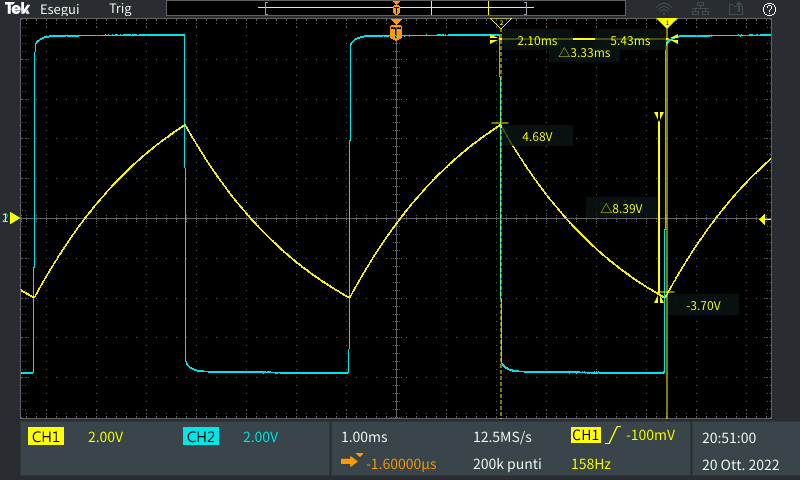 Tek Esegui Trig
T
T
2 1
2.10ms 5.43ms
△3.33ms
4.68V
△8.39V
-3.70V
CH1 2.00V CH2 2.00V 1.00ms 12.5MS/s CH1 -100mV 20:51:00
-1.60000µs 200k punti 158Hz 20 Ott. 2022